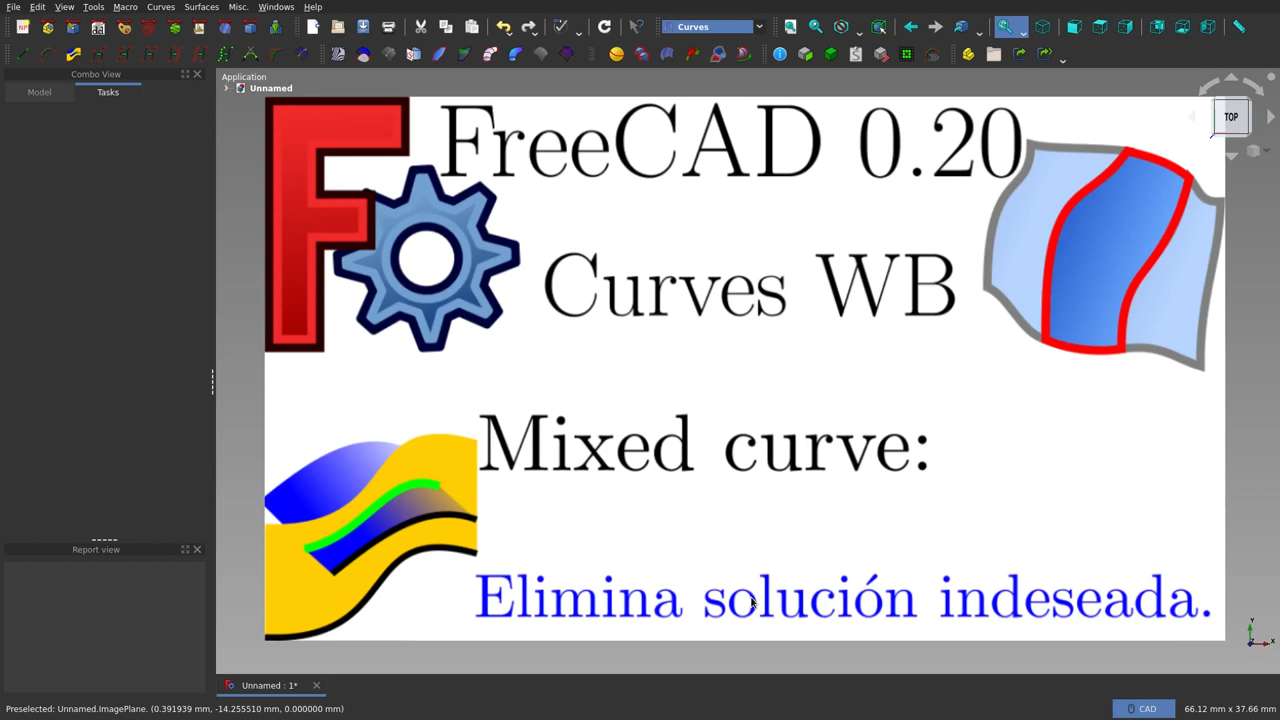 File Edit View Tools Macro Curves Surfaces Misc. Windows Help
Curves
Combo View
Model Tasks
Report view
Application
Unnamed
TOP
FreeCAD 0.20
Curves WB
Mixed curve:
Elimina solución indeseada.
Y
X
Unnamed : 1*
Preselected: Unnamed.ImagePlane. (0.391939 mm, -14.255510 mm, 0.000000 mm)
CAD 66.12 mm x 37.66 mm